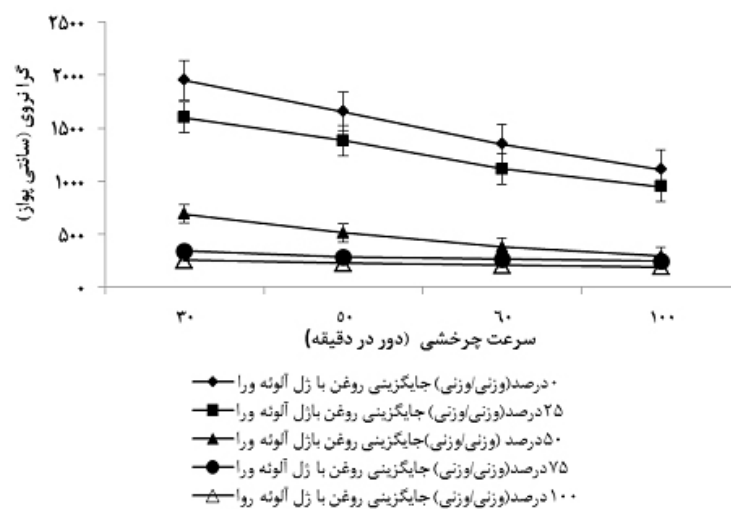 گرانروی (سانتی پواز)
۲۵۰۰
۲۰۰۰
۱۵۰۰
۱۰۰۰
۵۰۰
۰
۳۰ ۵۰ ۶۰ ۱۰۰
سرعت چرخشی (دور در دقیقه)
۰درصد(وزنی/وزنی) جایگزینی روغن با ژل آلوئه ورا
۲۵درصد(وزنی/وزنی) جایگزینی روغن باژل آلوئه ورا
۵۰درصد (وزنی/وزنی)جایگزینی روغن باژل آلوئه ورا
۷۵درصد(وزنی/وزنی) جایگزینی روغن با ژل آلوئه ورا
۱۰۰درصد(وزنی/وزنی) جایگزینی روغن با ژل آلوئه روا